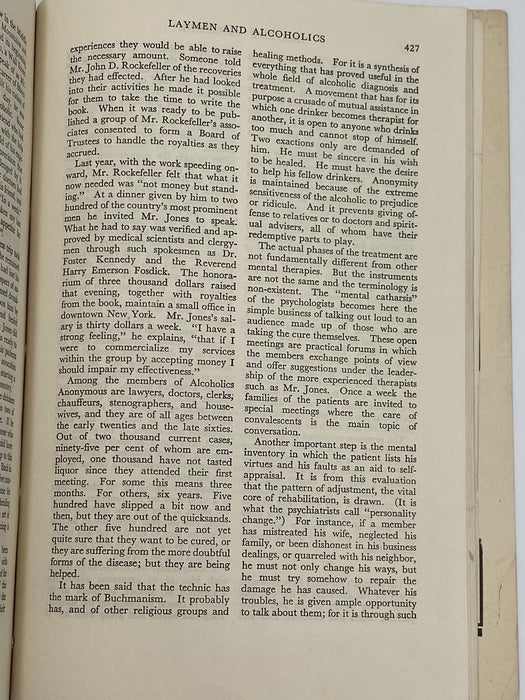 LAYMEN AND ALCOHOLICS
427
experiences they would be able to raise
the necessary amount. Someone told
Mr. John D. Rockefeller of the recoveries
they had effected. After he had looked
into their activities he made it possible
for them to take the time to write the
book. When it was ready to be pub-
lished a group of Mr. Rockefeller's asso-
ciates consented to form a Board of
Trustees to handle the royalties as they
accrued.
Last year, with the work speeding on-
ward, Mr. Rockefeller felt that what it
now needed was "not money but stand-
ing." At a dinner given by him to two
hundred of the country's most prominent
men he invited Mr. Jones to speak.
What he had to say was verified and ap-
proved by medical scientists and clergy-
men through such spokesmen as Dr.
Foster Kennedy and the Reverend
Harry Emerson Fosdick. The honora-
rium of three thousand dollars raised
that evening, together with royalties
from the book, maintain a small office in
downtown New York. Mr. Jones's sal-
ary is thirty dollars a week. "I have a
strong feeling," he explains, "that if I
were to commercialize my services
within the group by accepting money I
should impair my effectiveness."
Among the members of Alcoholics
Anonymous are lawyers, doctors, clerks,
chauffeurs, stenographers, and house-
wives, and they are of all ages between
the early twenties and the late sixties.
Out of two thousand current cases,
ninety-five per cent of whom are em-
ployed, one thousand have not tasted
liquor since they attended their first
meeting. For some this means three
months. For others, six years. Five
hundred have slipped a bit now and
then, but they are out of the quicksands.
The other five hundred are not yet
quite sure that they want to be cured, or
they are suffering from the more doubtful
forms of the disease; but they are being
helped.
It has been said that the technic has
the mark of Buchmanism. It probably
has, and of other religious groups and
healing methods. For it is a synthesis of
everything that has proved useful in the
whole field of alcoholic diagnosis and
treatment. A movement that has for its
purpose a crusade of mutual assistance in
which one drinker becomes therapist for
another, it is open to anyone who drinks
too much and cannot stop of himself.
Two exactions only are demanded of
him. He must be sincere in his wish
to be healed. He must have the desire
to help his fellow drinkers. Anonymity
is maintained because of the extreme
sensitiveness of the alcoholic to prejudice
or ridicule. And it prevents giving of-
fense to relatives or to doctors and spirit-
ual advisers, all of whom have their
redemptive parts to play.
The actual phases of the treatment are
not fundamentally different from other
mental therapies. But the instruments
are not the same and the terminology is
non-existent. The "mental catharsis"
of the psychologists becomes here the
simple business of talking out loud to an
audience made up of those who are
taking the cure themselves. These open
meetings are practical forums in which
the members exchange points of view
and offer suggestions under the leader-
ship of the more experienced therapists
such as Mr. Jones. Once a week the
families of the patients are invited to
special meetings where the care of
convalescents is the main topic of
conversation.
Another important step is the mental
inventory in which the patient lists his
virtues and his faults as an aid to self-
appraisal. It is from this evaluation
that the pattern of adjustment, the vital
core of rehabilitation, is drawn. (It is
what the psychiatrists call "personality
change.") For instance, if a member
has mistreated his wife, neglected his
family, or been dishonest in his business
dealings, or quarreled with his neighbor,
he must not only change his ways, but
he must try somehow to repair the
damage he has caused. Whatever his
troubles, he is given ample opportunity
to talk about them; for it is through such